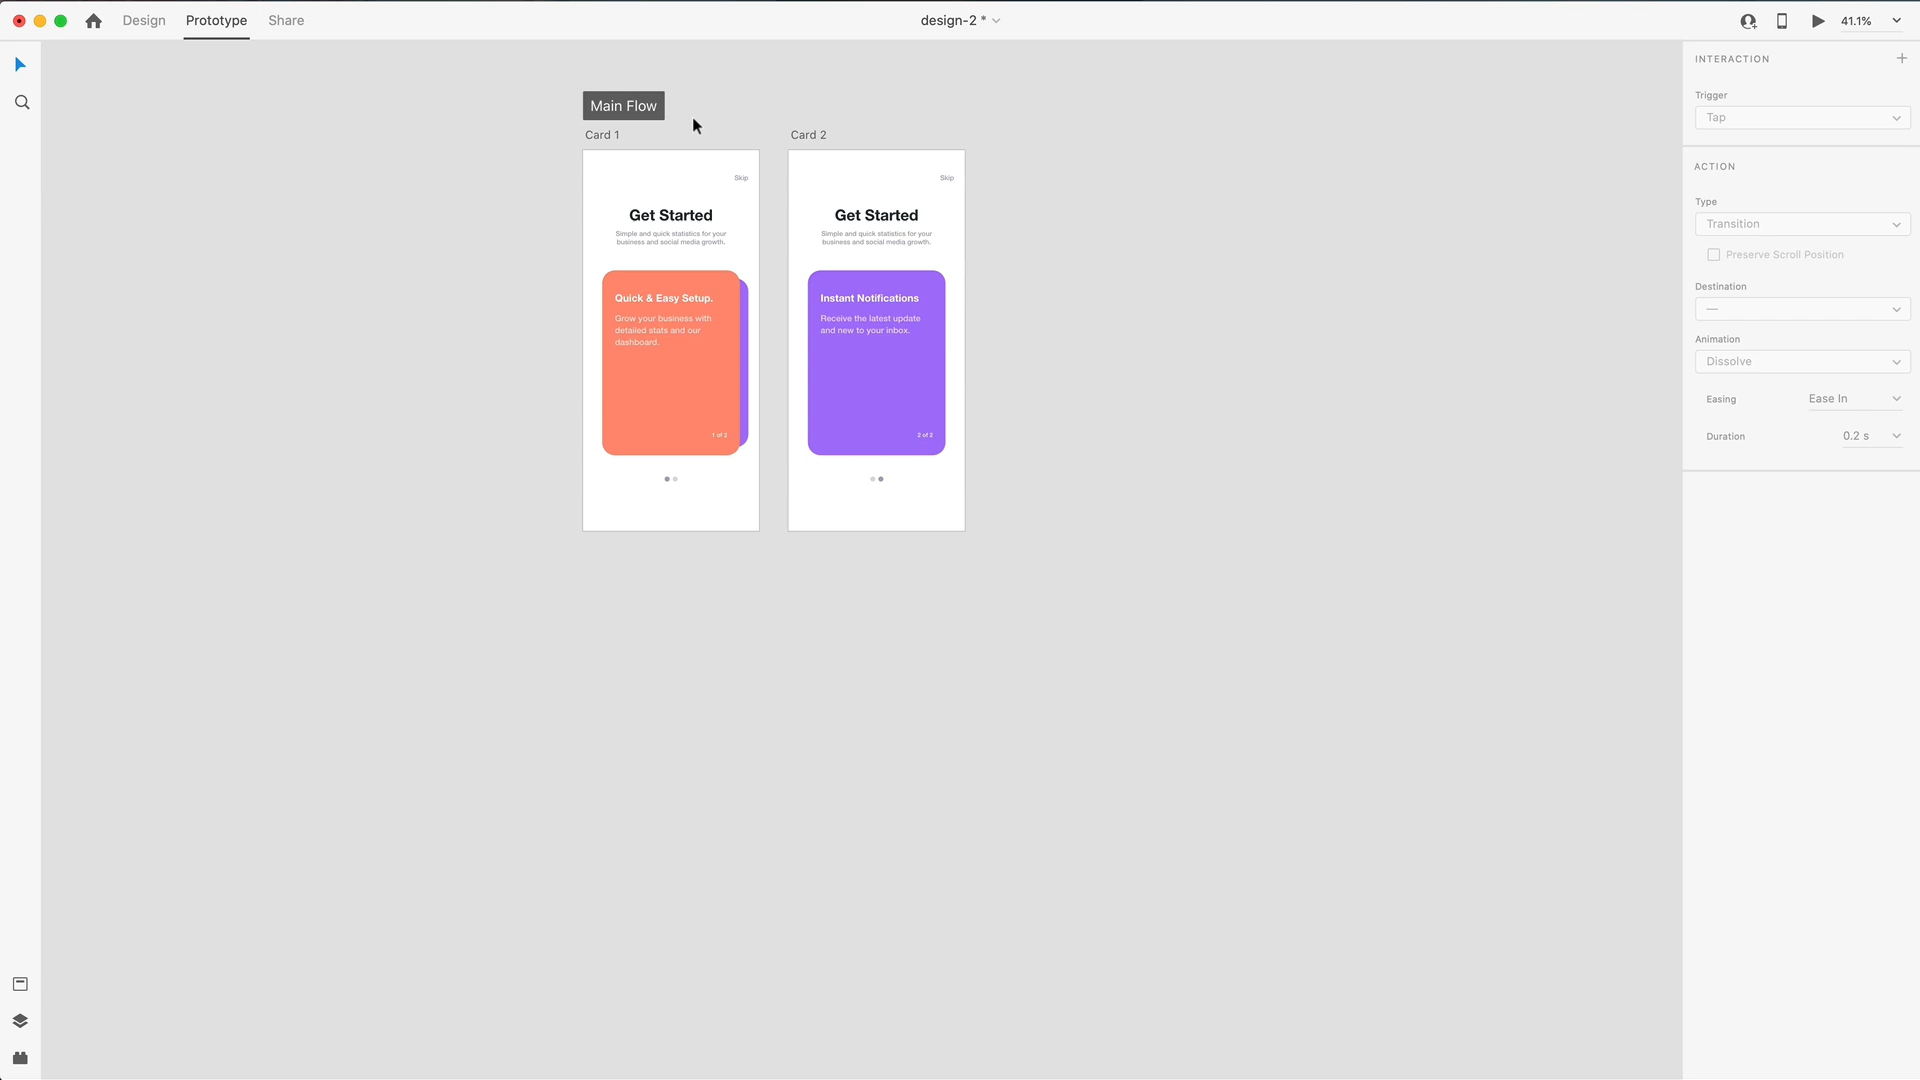 Design Prototype Share
design-2 *
41.1%
Main Flow
Card 1
Skip
Get Started
Simple and quick statistics for your
business and social media growth.
Quick & Easy Setup.
Grow your business with
detailed stats and our
dashboard.
1 of 2
Card 2
Skip
Get Started
Simple and quick statistics for your
business and social media growth.
Instant Notifications
Receive the latest update
and new to your inbox.
2 of 2
INTERACTION
Trigger
Tap
ACTION
Type
Transition
Preserve Scroll Position
Destination
—
Animation
Dissolve
Easing Ease In
Duration 0.2 s